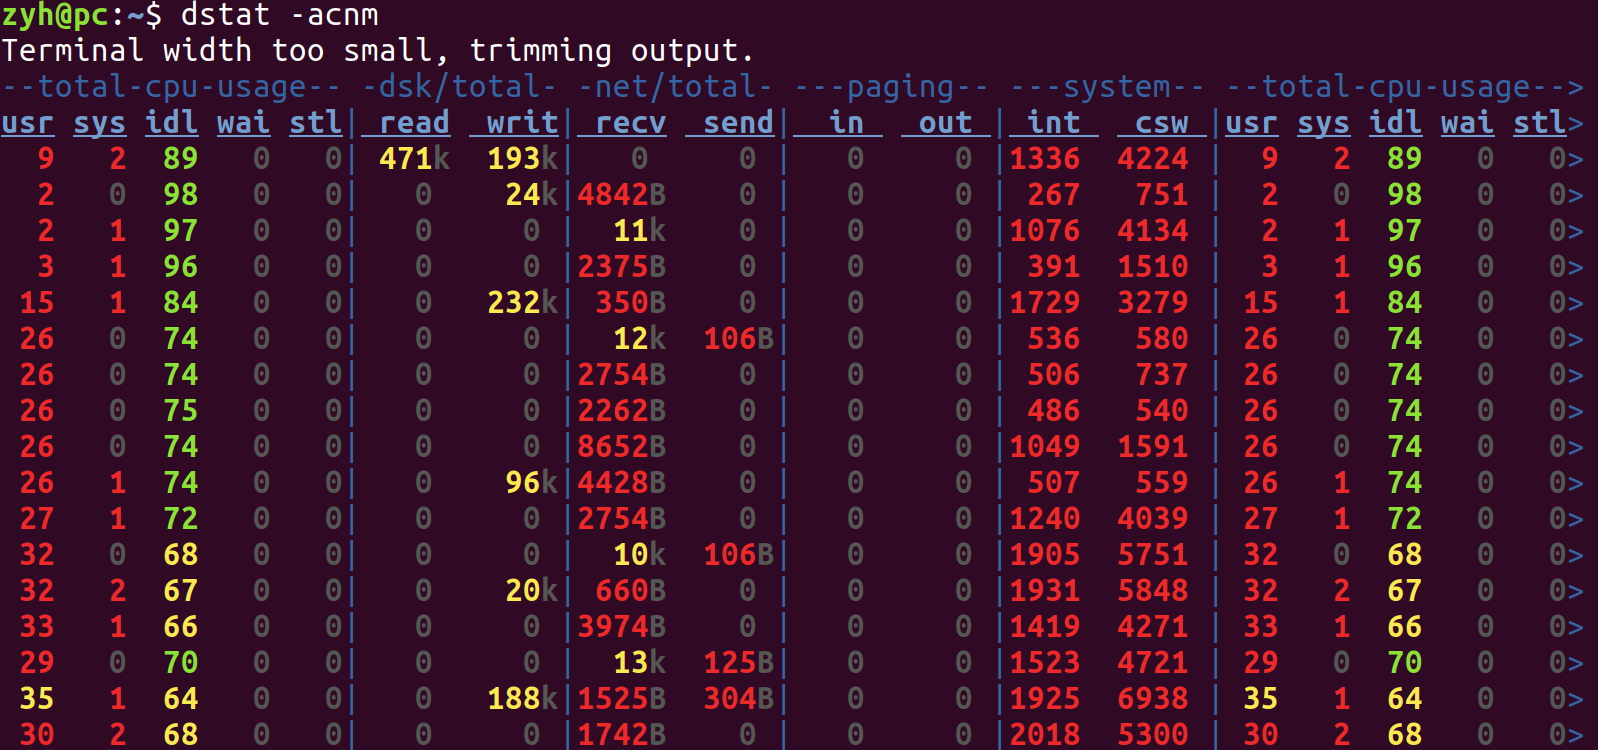 zyh@pc:~$ dstat -acnm
Terminal width too small, trimming output.
--total-cpu-usage-- -dsk/total- -net/total- ---paging-- ---system-- --total-cpu-usage-->
usr sys idl wai stl| read  writ| recv  send|  in   out | int   csw |usr sys idl wai stl>
  9   2  89   0   0| 471k  193k|   0     0 |   0     0 |1336  4224 |  9   2  89   0   0>
  2   0  98   0   0|   0    24k|4842B    0 |   0     0 | 267   751 |  2   0  98   0   0>
  2   1  97   0   0|   0     0 |  11k    0 |   0     0 |1076  4134 |  2   1  97   0   0>
  3   1  96   0   0|   0     0 |2375B    0 |   0     0 | 391  1510 |  3   1  96   0   0>
 15   1  84   0   0|   0   232k| 350B    0 |   0     0 |1729  3279 | 15   1  84   0   0>
 26   0  74   0   0|   0     0 |  12k  106B|   0     0 | 536   580 | 26   0  74   0   0>
 26   0  74   0   0|   0     0 |2754B    0 |   0     0 | 506   737 | 26   0  74   0   0>
 26   0  75   0   0|   0     0 |2262B    0 |   0     0 | 486   540 | 26   0  74   0   0>
 26   0  74   0   0|   0     0 |8652B    0 |   0     0 |1049  1591 | 26   0  74   0   0>
 26   1  74   0   0|   0    96k|4428B    0 |   0     0 | 507   559 | 26   1  74   0   0>
 27   1  72   0   0|   0     0 |2754B    0 |   0     0 |1240  4039 | 27   1  72   0   0>
 32   0  68   0   0|   0     0 |  10k  106B|   0     0 |1905  5751 | 32   0  68   0   0>
 32   2  67   0   0|   0    20k| 660B    0 |   0     0 |1931  5848 | 32   2  67   0   0>
 33   1  66   0   0|   0     0 |3974B    0 |   0     0 |1419  4271 | 33   1  66   0   0>
 29   0  70   0   0|   0     0 |  13k  125B|   0     0 |1523  4721 | 29   0  70   0   0>
 35   1  64   0   0|   0   188k|1525B  304B|   0     0 |1925  6938 | 35   1  64   0   0>
 30   2  68   0   0|   0     0 |1742B    0 |   0     0 |2018  5300 | 30   2  68   0   0>